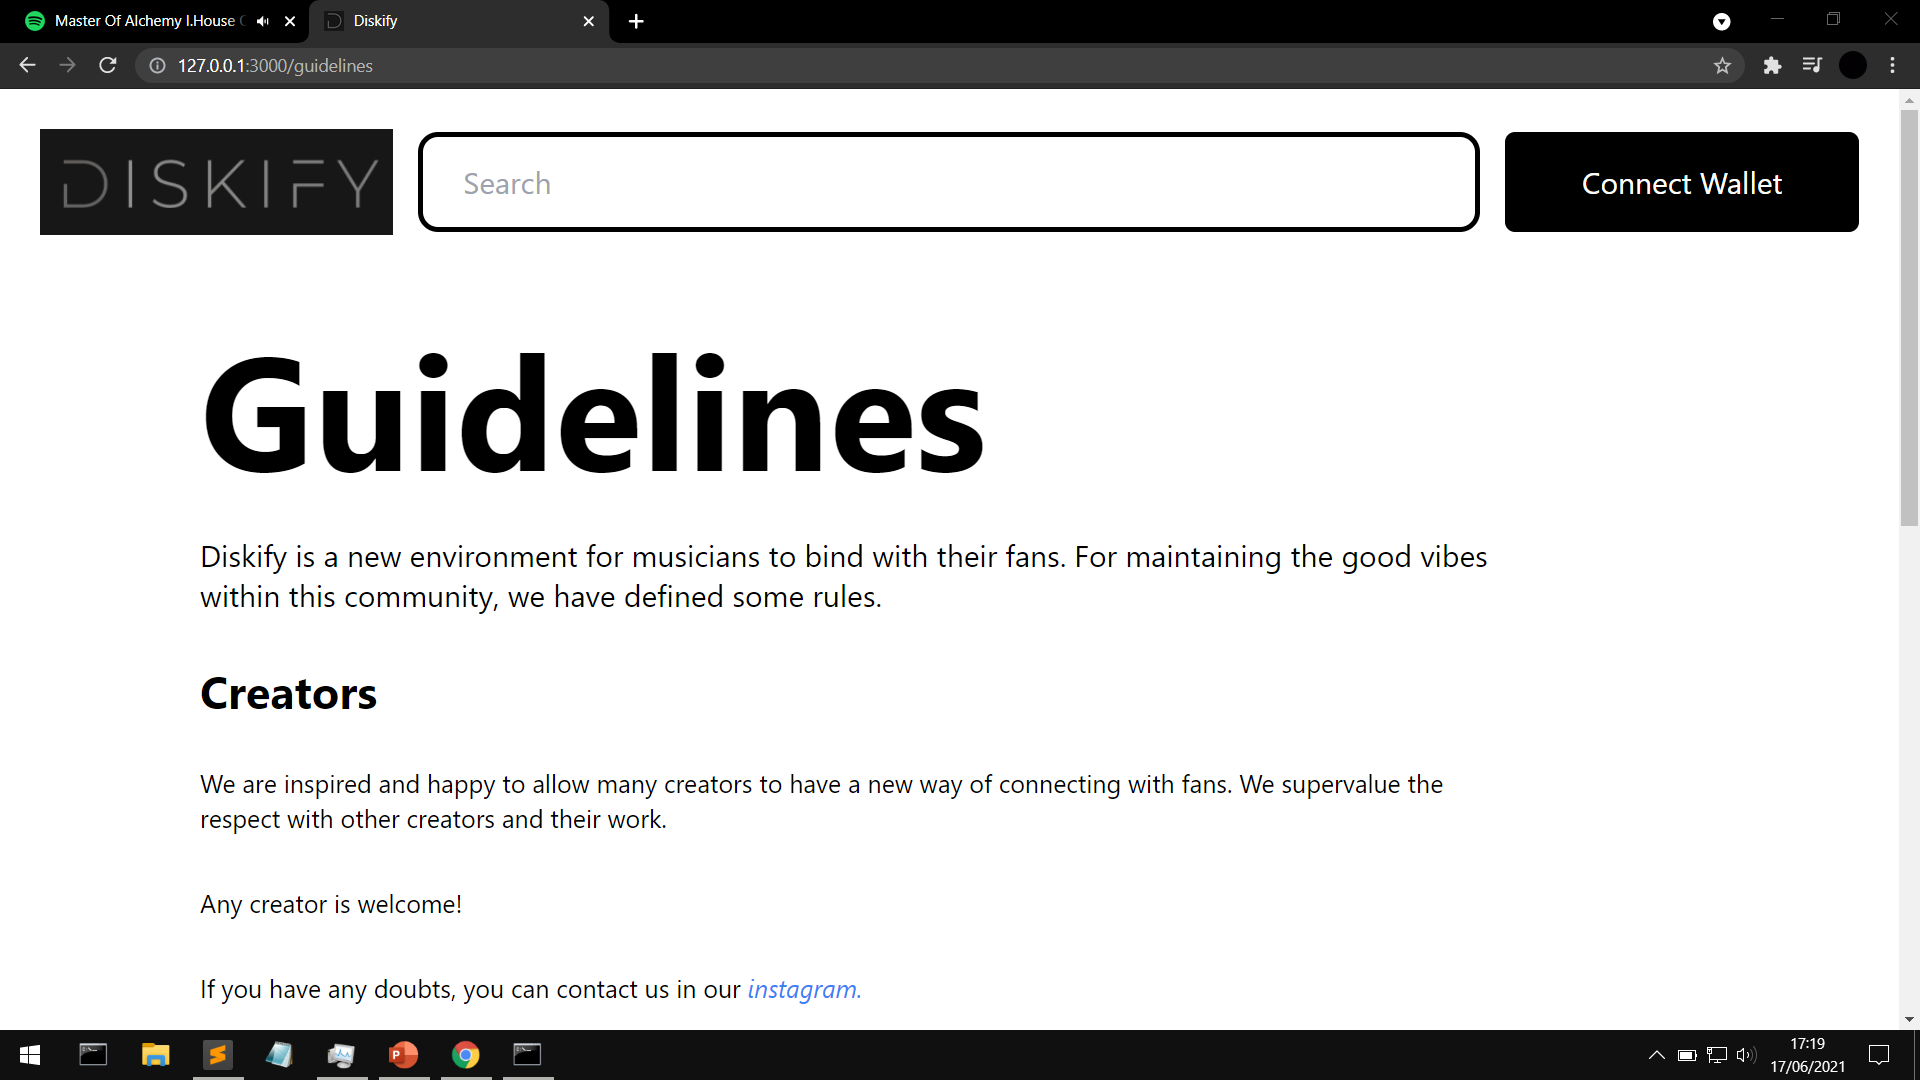 Master Of Alchemy I.House
Diskify
127.0.0.1:3000/guidelines
DISKIFY
Search
Connect Wallet
Guidelines
Diskify is a new environment for musicians to bind with their fans. For maintaining the good vibes
within this community, we have defined some rules.
Creators
We are inspired and happy to allow many creators to have a new way of connecting with fans. We supervalue the
respect with other creators and their work.
Any creator is welcome!
If you have any doubts, you can contact us in our instagram.
17:19
17/06/2021